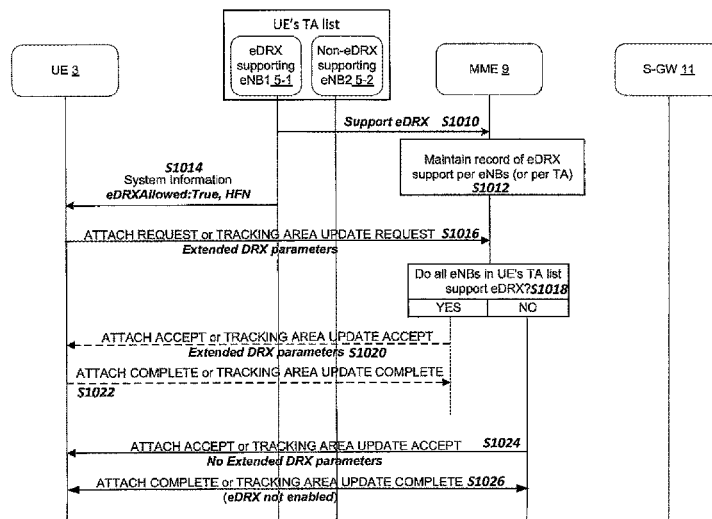 UE's TA list
UE 3
eDRX
supporting
eNB1 5-1
Non-eDRX
supporting
eNB2 5-2
MME 9
S-GW 11
Support eDRX S1010
Maintain record of eDRX
support per eNBs (or per TA)
S1012
S1014
System Information
eDRXAllowed:True, HFN
ATTACH REQUEST or TRACKING AREA UPDATE REQUEST S1016
Extended DRX parameters
Do all eNBs in UE's TA list
support eDRX? S1018
YES
NO
ATTACH ACCEPT or TRACKING AREA UPDATE ACCEPT
Extended DRX parameters S1020
ATTACH COMPLETE or TRACKING AREA UPDATE COMPLETE
S1022
ATTACH ACCEPT or TRACKING AREA UPDATE ACCEPT S1024
No Extended DRX parameters
ATTACH COMPLETE or TRACKING AREA UPDATE COMPLETE S1026
(eDRX not enabled)